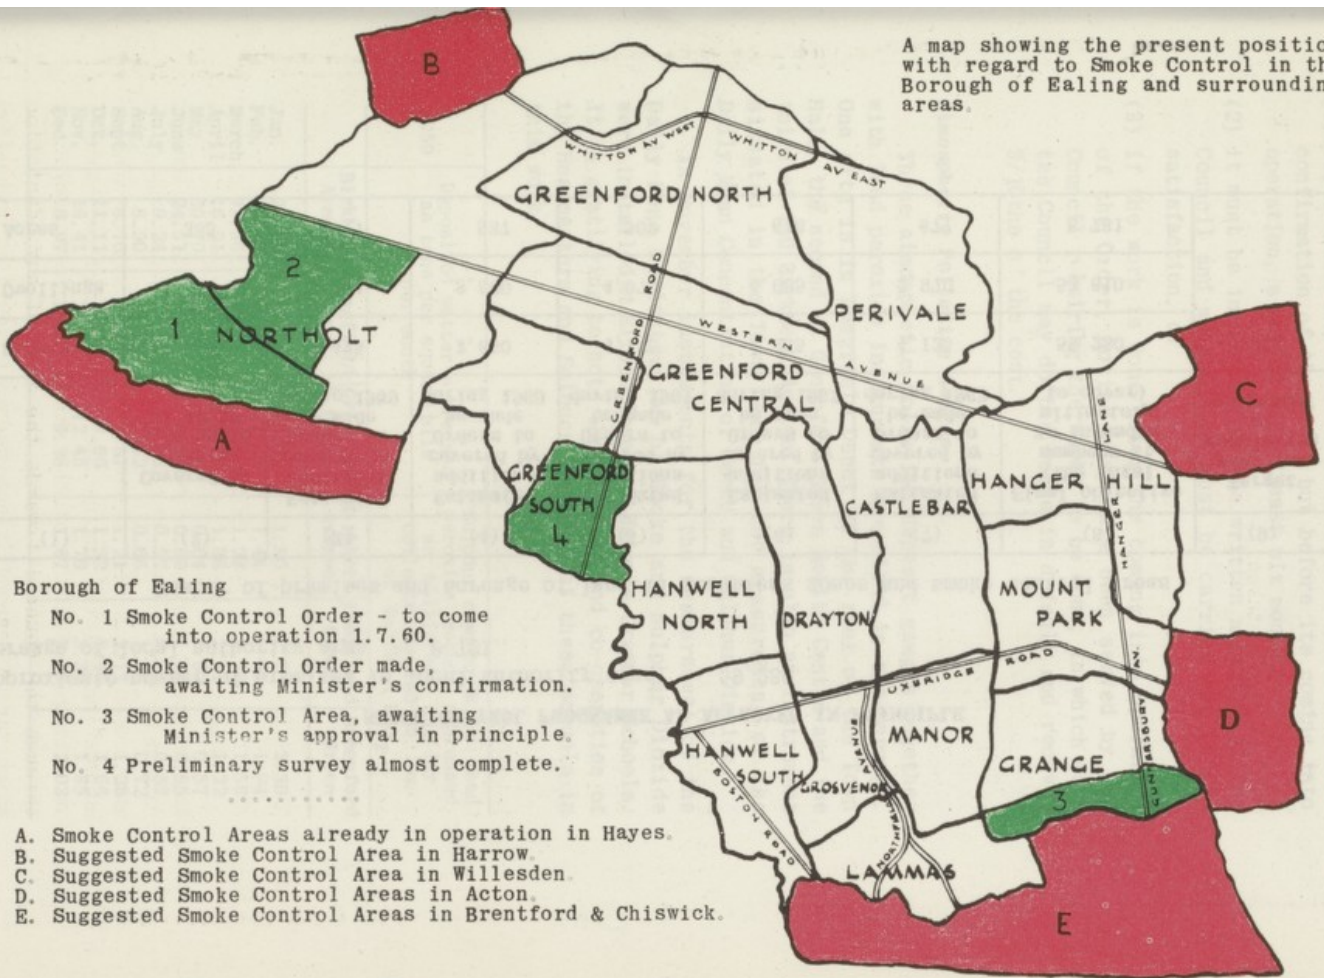 B
A map showing the present positio
with regard to Smoke Control in th
Borough of Ealing and surroundin
areas.
WHITTON AV WEST
WHITTON
AV EAST
GREENFORD NORTH
2
ROAD
1
NORTHOLT
PERIVALE
WESTERN
AVENUE
GREENFORD
GREENFORD
CENTRAL
LANE
C
A
GREENFORD
SOUTH
4
HANGER HILL
CASTLEBAR
HANGER
Borough of Ealing
No. 1 Smoke Control Order - to come
into operation 1.7.60.
No. 2 Smoke Control Order made,
awaiting Minister's confirmation.
No. 3 Smoke Control Area, awaiting
Minister's approval in principle.
No. 4 Preliminary survey almost complete.
HANWELL
NORTH
DRAYTON
MOUNT
PARK
UXBRIDGE
ROAD
AV.
GUNNERSBURY
D
HANWELL
SOUTH
BOSTON ROAD
AVENUE
NORTHFIELD
MANOR
GROSVENOR
GRANGE
3
LAMMAS
E
A. Smoke Control Areas already in operation in Hayes.
B. Suggested Smoke Control Area in Harrow.
C. Suggested Smoke Control Area in Willesden.
D. Suggested Smoke Control Areas in Acton.
E. Suggested Smoke Control Areas in Brentford & Chiswick.